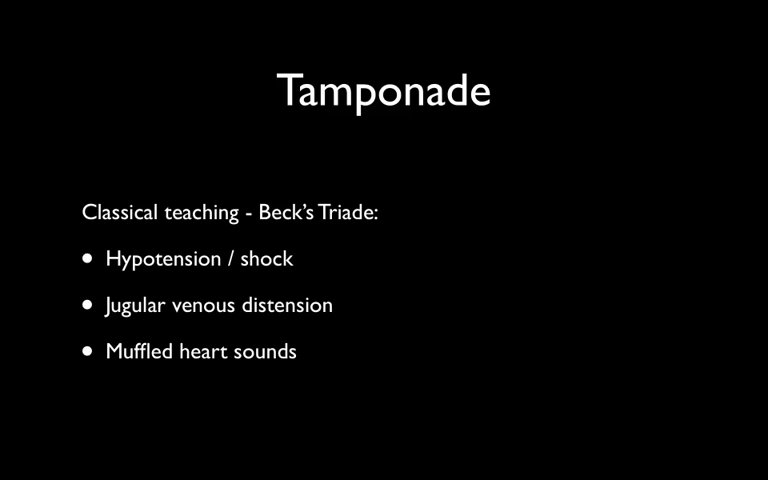 Tamponade
Classical teaching - Beck's Triade:
• Hypotension / shock
• Jugular venous distension
• Muffled heart sounds